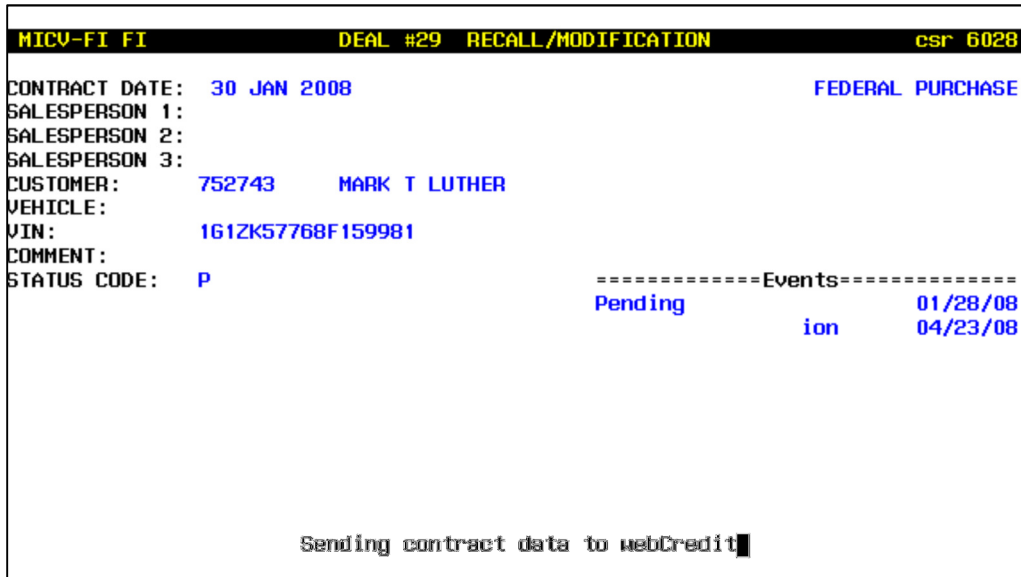 MICV-FI FI DEAL #29 RECALL/MODIFICATION csr 6028
CONTRACT DATE: 30 JAN 2008 FEDERAL PURCHASE
SALESPERSON 1:
SALESPERSON 2:
SALESPERSON 3:
CUSTOMER: 752743 MARK T LUTHER
VEHICLE:
VIN: 1G1ZK57768F159981
COMMENT:
STATUS CODE: P =============Events==============
Pending 01/28/08
ion 04/23/08
Sending contract data to webCredit